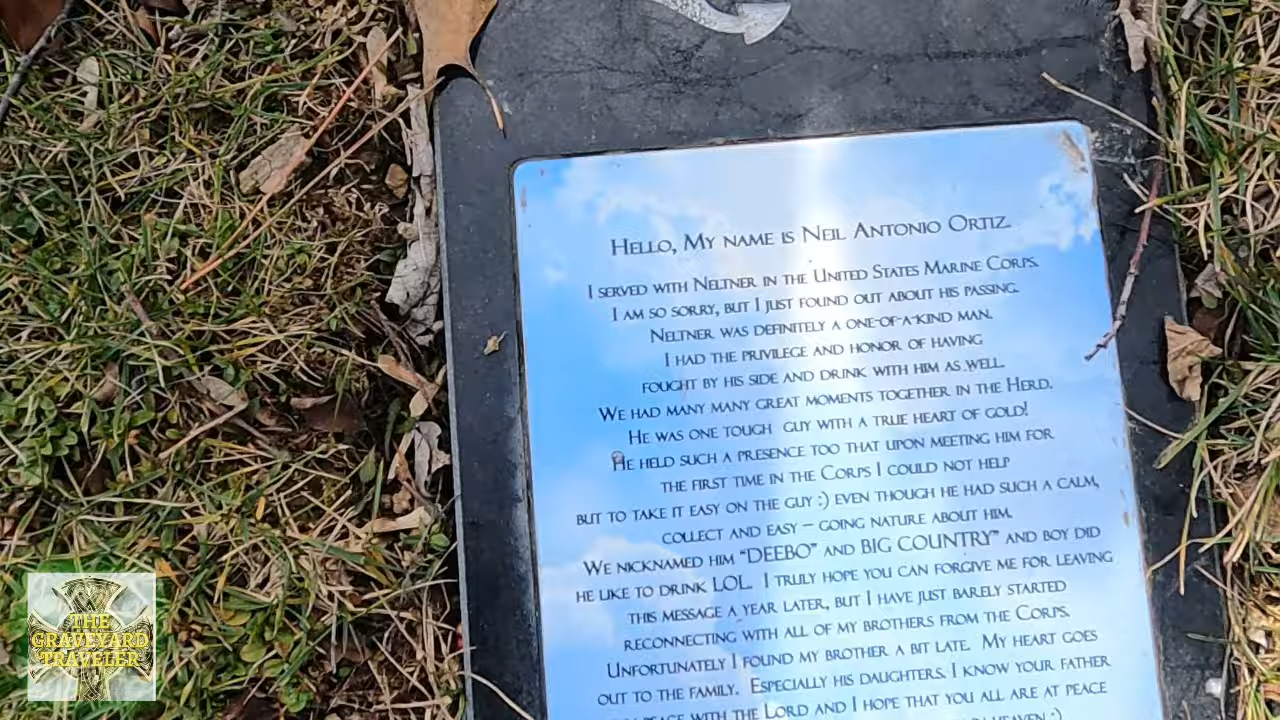 Hello, My name is Neil Antonio Ortiz.
I served with Neltner in the United States Marine Corps.
I am so sorry, but I just found out about his passing.
Neltner was definitely a one-of-a-kind man.
I had the privilege and honor of having
fought by his side and drink with him as well.
We had many many great moments together in the Herd.
He was one tough guy with a true heart of gold!
He held such a presence too that upon meeting him for
the first time in the Corps I could not help
but to take it easy on the guy :) even though he had such a calm,
collect and easy – going nature about him.
We nicknamed him “DEEBO” and BIG COUNTRY” and boy did
he like to drink LOL. I truly hope you can forgive me for leaving
this message a year later, but I have just barely started
reconnecting with all of my brothers from the Corps.
Unfortunately I found my brother a bit late. My heart goes
out to the family. Especially his daughters. I know your father
peace with the Lord and I hope that you all are at peace
heaven :)
THE
GRAVEYARD
TRAVELER